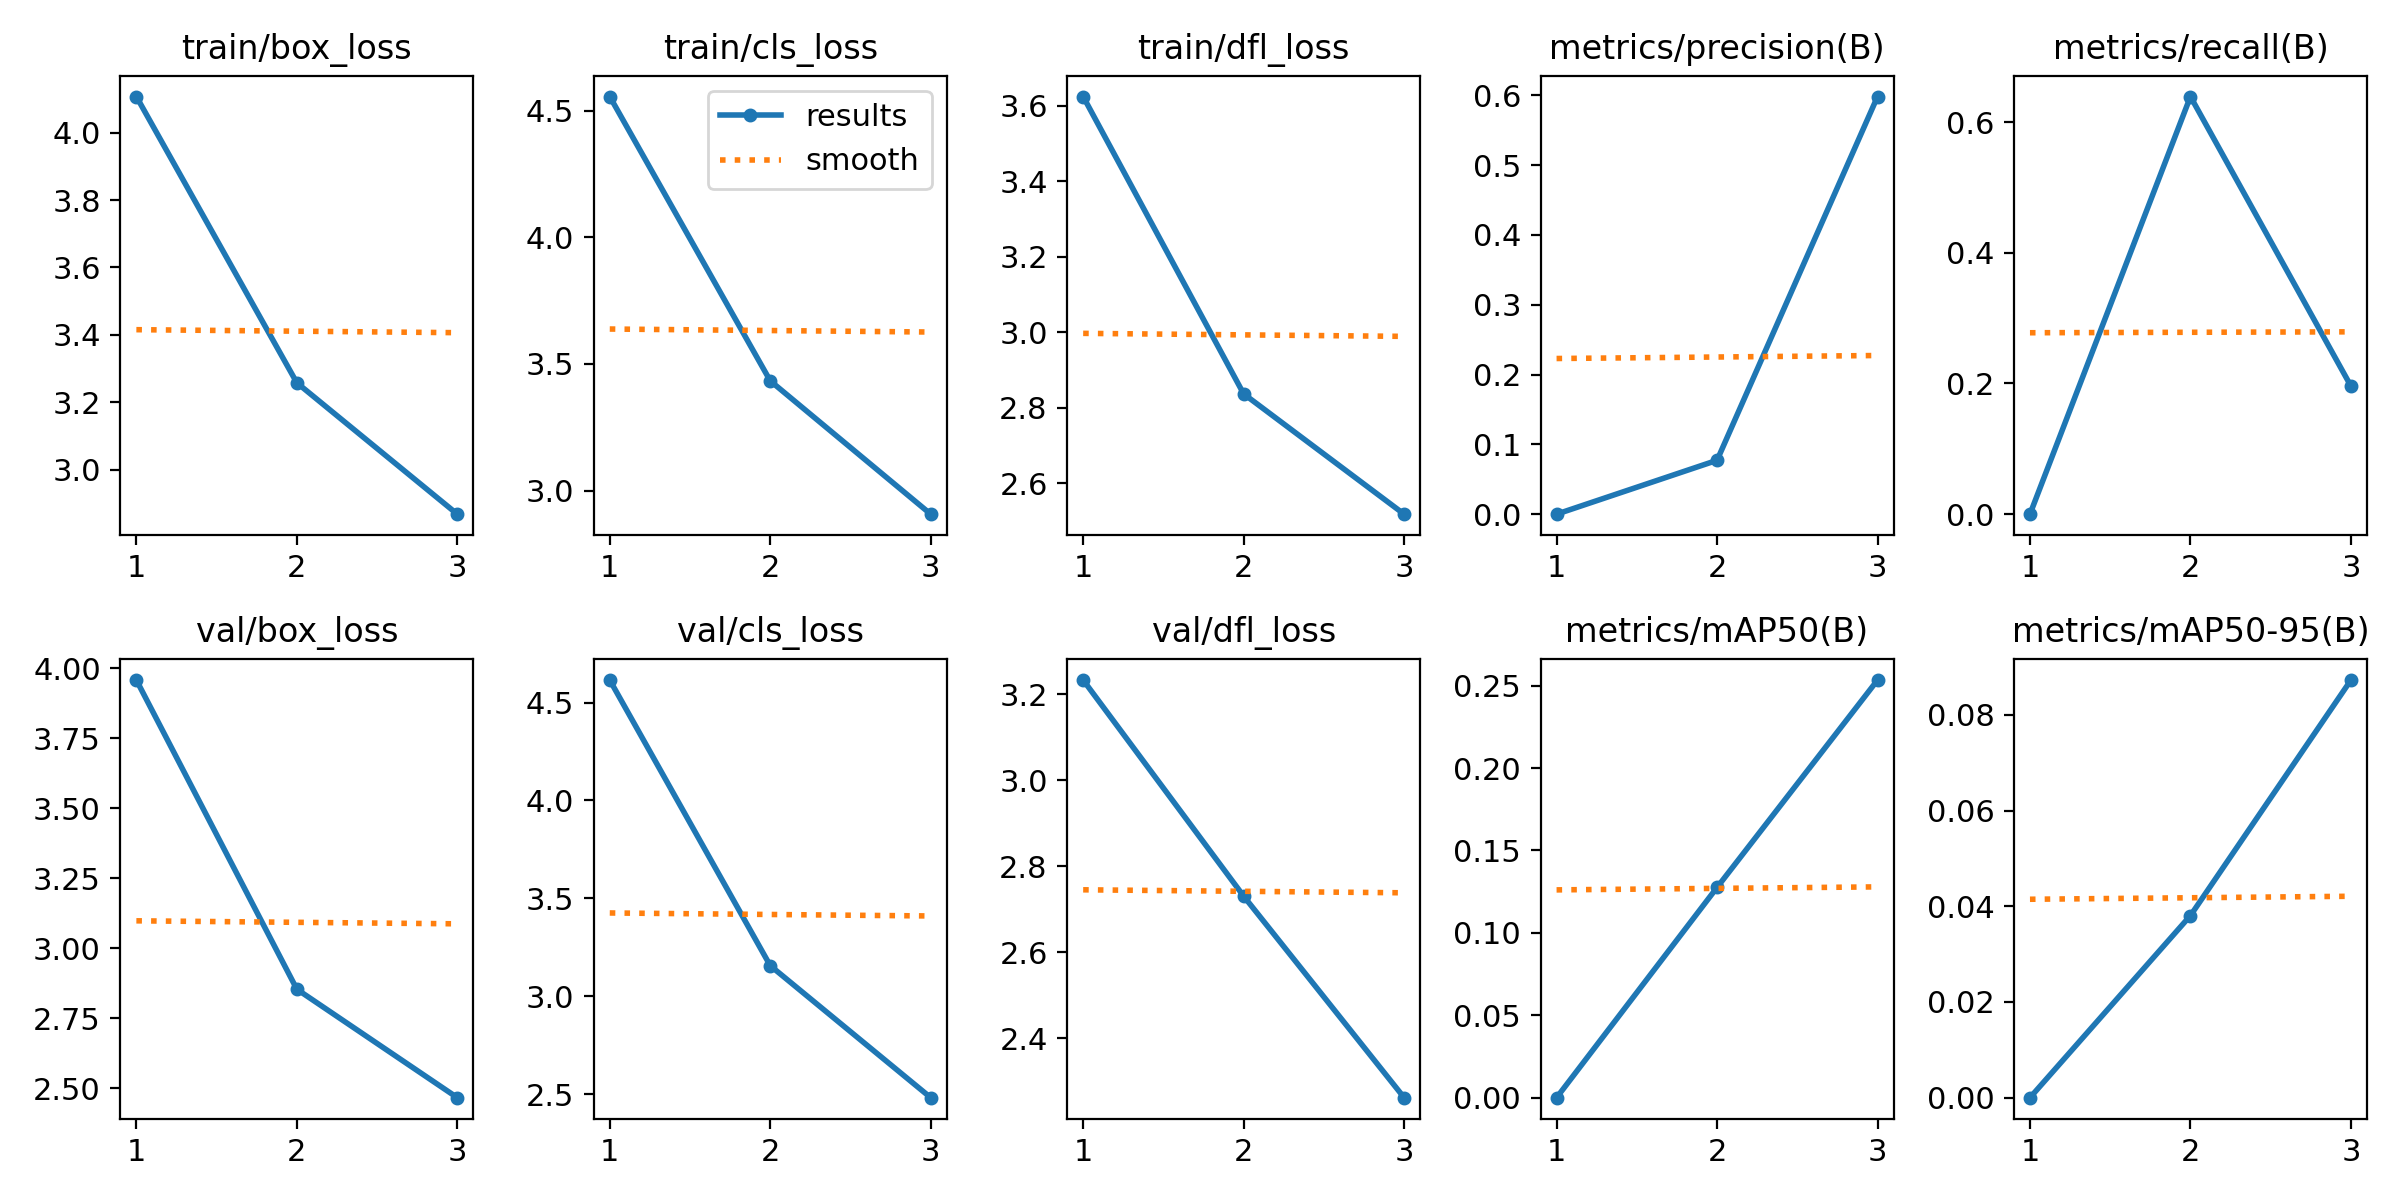 train/box_loss
4.0
3.8
3.6
3.4
3.2
3.0
1 2 3
train/cls_loss
results
smooth
4.5
4.0
3.5
3.0
1 2 3
train/dfl_loss
3.6
3.4
3.2
3.0
2.8
2.6
1 2 3
metrics/precision(B)
0.6
0.5
0.4
0.3
0.2
0.1
0.0
1 2 3
metrics/recall(B)
0.6
0.4
0.2
0.0
1 2 3
val/box_loss
4.00
3.75
3.50
3.25
3.00
2.75
2.50
1 2 3
val/cls_loss
4.5
4.0
3.5
3.0
2.5
1 2 3
val/dfl_loss
3.2
3.0
2.8
2.6
2.4
1 2 3
metrics/mAP50(B)
0.25
0.20
0.15
0.10
0.05
0.00
1 2 3
metrics/mAP50-95(B)
0.08
0.06
0.04
0.02
0.00
1 2 3